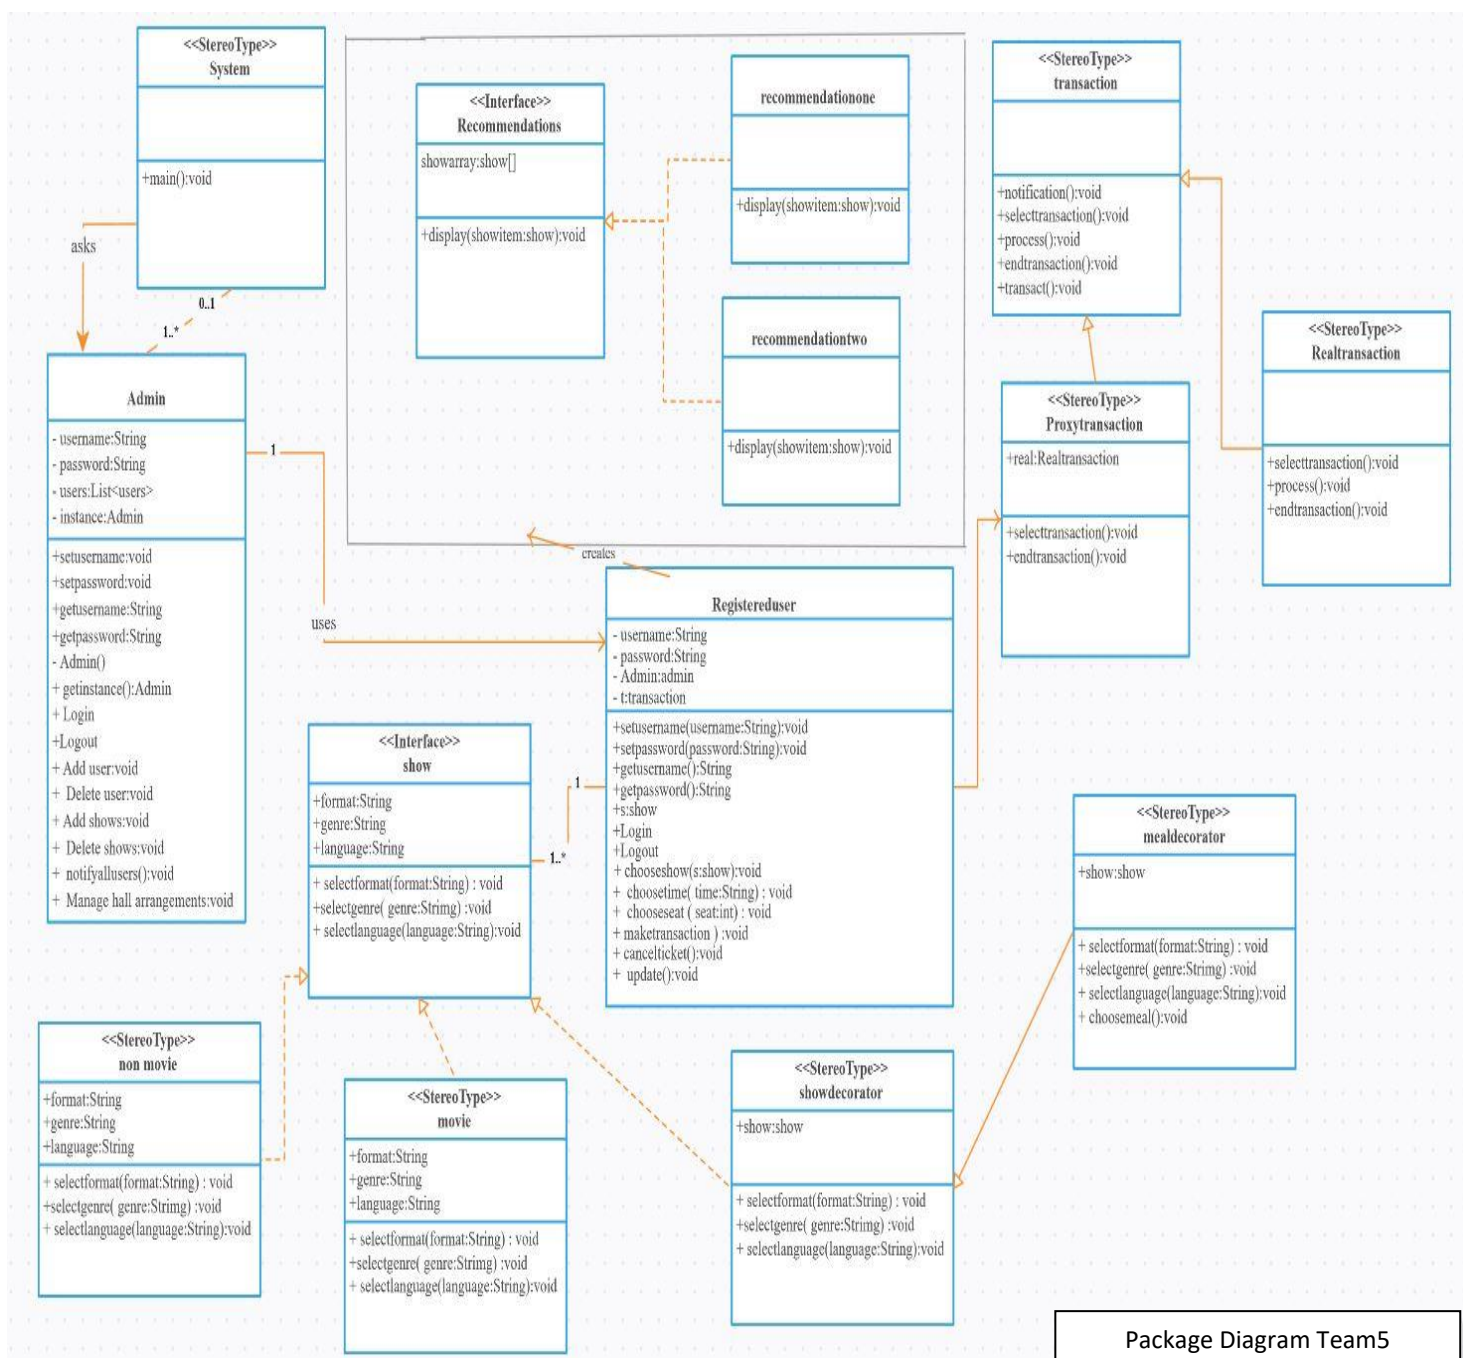 <<StereoType>>
System
+main():void
asks
0..1
1..*
<<Interface>>
Recommendations
showarray:show[]
+display(showitem:show):void
recommendationone
+display(showitem:show):void
recommendationtwo
+display(showitem:show):void
<<StereoType>>
transaction
+notification():void
+selecttransaction():void
+process():void
+endtransaction():void
+transact():void
<<StereoType>>
Realtransaction
+selecttransaction():void
+process():void
+endtransaction():void
<<StereoType>>
Proxytransaction
+real:Realtransaction
+selecttransaction():void
+endtransaction():void
Admin
- username:String
- password:String
- users:List<users>
- instance:Admin
+setusername:void
+setpassword:void
+getusername:String
+getpassword:String
- Admin()
+ getinstance():Admin
+ Login
+Logout
+ Add user:void
+ Delete user:void
+ Add shows:void
+ Delete shows:void
+ notifyallusers():void
+ Manage hall arrangements:void
1
uses
creates
Registereduser
- username:String
- password:String
- Admin:admin
- t:transaction
+setusername(username:String):void
+setpassword(password:String):void
+getusername():String
+getpassword():String
+s:show
+Login
+Logout
+ chooseshow(s:show):void
+ choosetime( time:String) : void
+ chooseseat ( seat:int) : void
+ maketransaction ) :void
+ cancelticket():void
+ update():void
1
1..*
<<Interface>>
show
+format:String
+genre:String
+language:String
+ selectformat(format:String) : void
+selectgenre( genre:Strimg) :void
+ selectlanguage(language:String):void
<<StereoType>>
mealdecorator
+show:show
+ selectformat(format:String) : void
+selectgenre( genre:Strimg) :void
+ selectlanguage(language:String):void
+ choosemeal():void
<<StereoType>>
non movie
+format:String
+genre:String
+language:String
+ selectformat(format:String) : void
+selectgenre( genre:Strimg) :void
+ selectlanguage(language:String):void
<<StereoType>>
movie
+format:String
+genre:String
+language:String
+ selectformat(format:String) : void
+selectgenre( genre:Strimg) :void
+ selectlanguage(language:String):void
<<StereoType>>
showdecorator
+show:show
+ selectformat(format:String) : void
+selectgenre( genre:Strimg) :void
+ selectlanguage(language:String):void
Package Diagram Team5